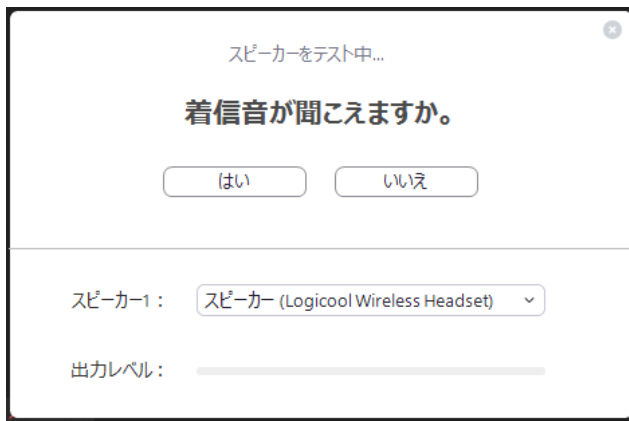 スピーカーをテスト中...
着信音が聞こえますか。
はい いいえ
スピーカー1： スピーカー (Logicool Wireless Headset)
出力レベル：